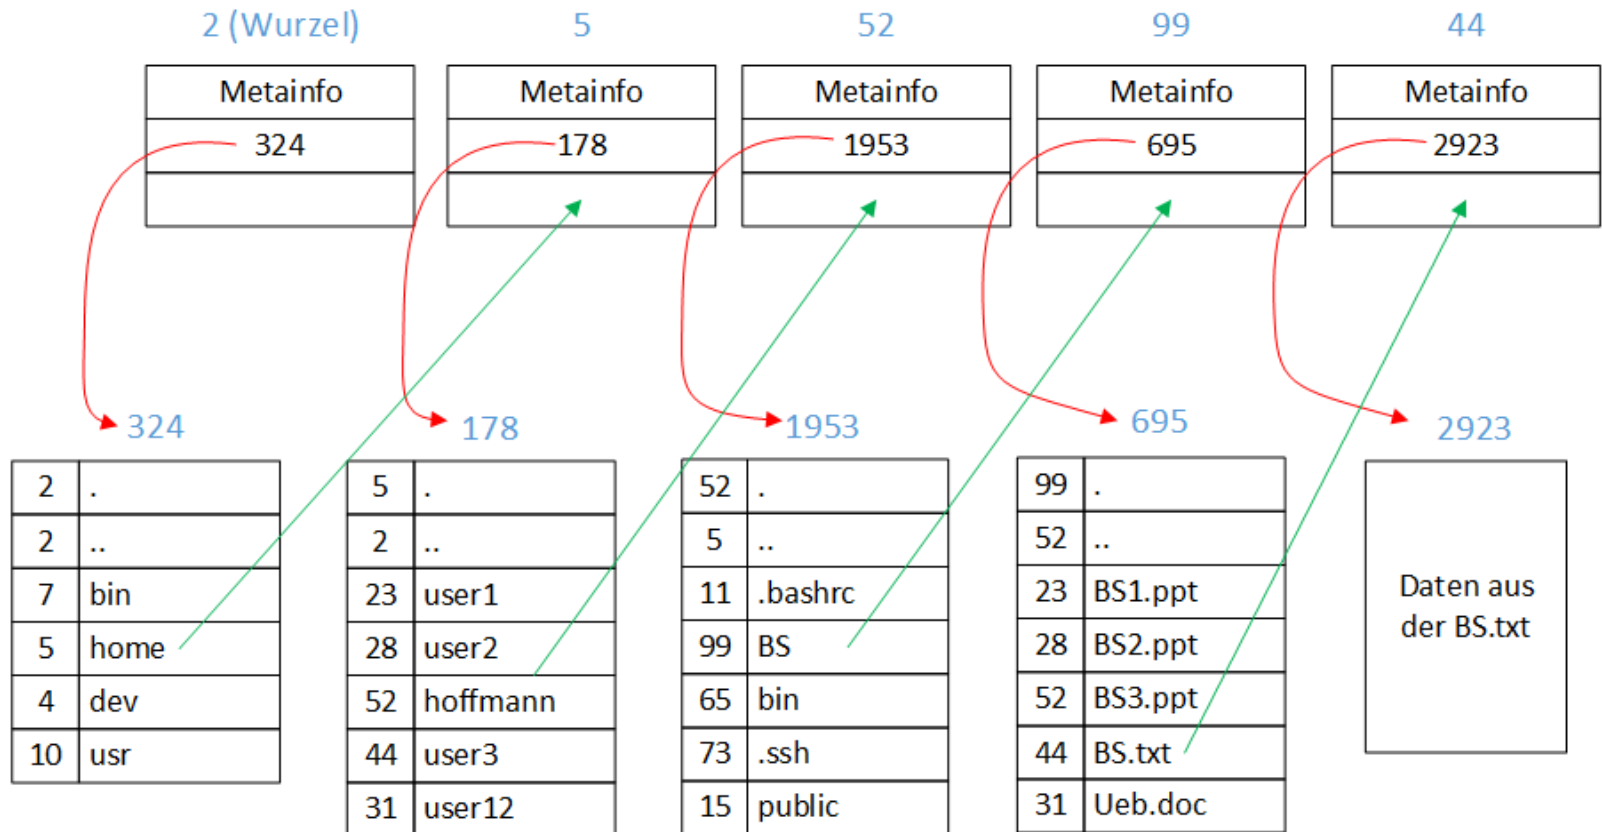 2 (Wurzel) 5 52 99 44
Metainfo Metainfo Metainfo Metainfo Metainfo
324 178 1953 695 2923
324 178 1953 695 2923
2 . 5 . 52 . 99 .
2 .. 2 .. 5 .. 52 ..
7 bin 23 user1 11 .bashrc 23 BS1.ppt Daten aus
5 home 28 user2 99 BS 28 BS2.ppt der BS.txt
4 dev 52 hoffmann 65 bin 52 BS3.ppt
10 usr 44 user3 73 .ssh 44 BS.txt
31 user12 15 public 31 Ueb.doc